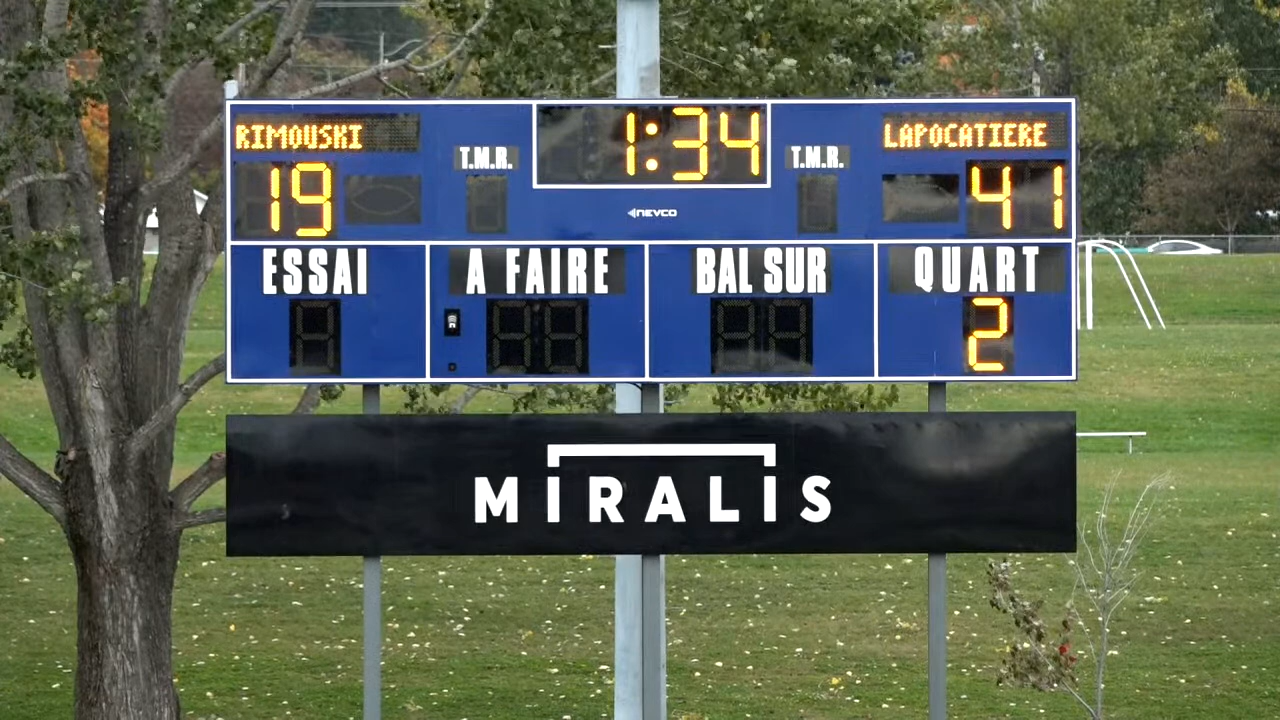 RIMOUSKI
1:34
LAPOCATIERE
T.M.R.
T.M.R.
19
41
NEVCO
ESSAI
A FAIRE
BAL SUR
QUART
2
MIRALIS